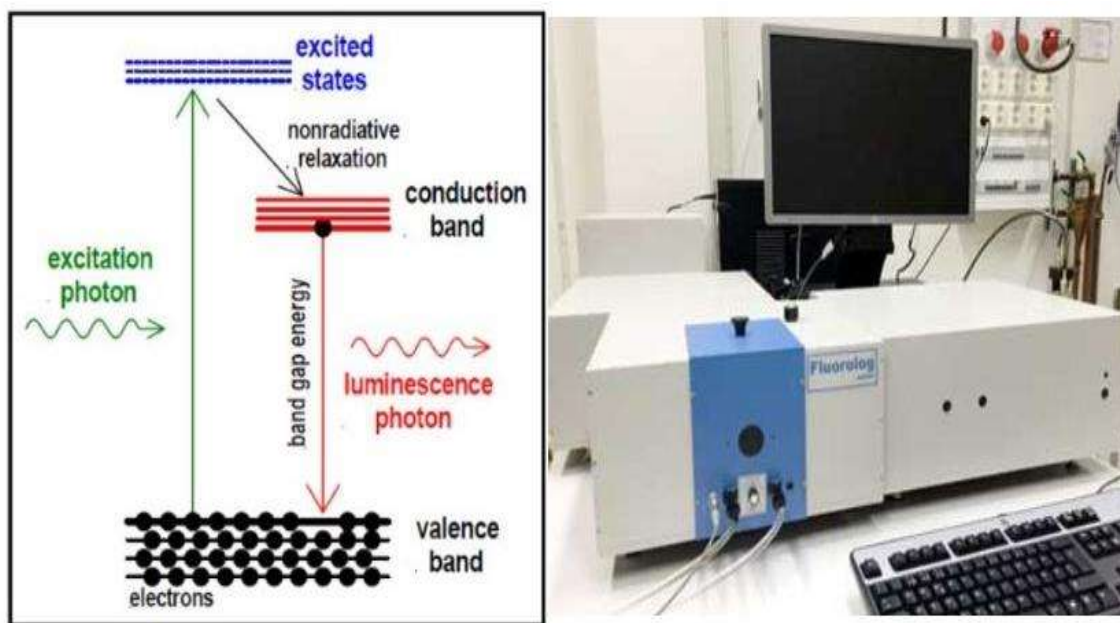 excited
states
nonradiative
relaxation
conduction
band
excitation
photon
band gap energy
luminescence
photon
valence
band
electrons
Fluorolog